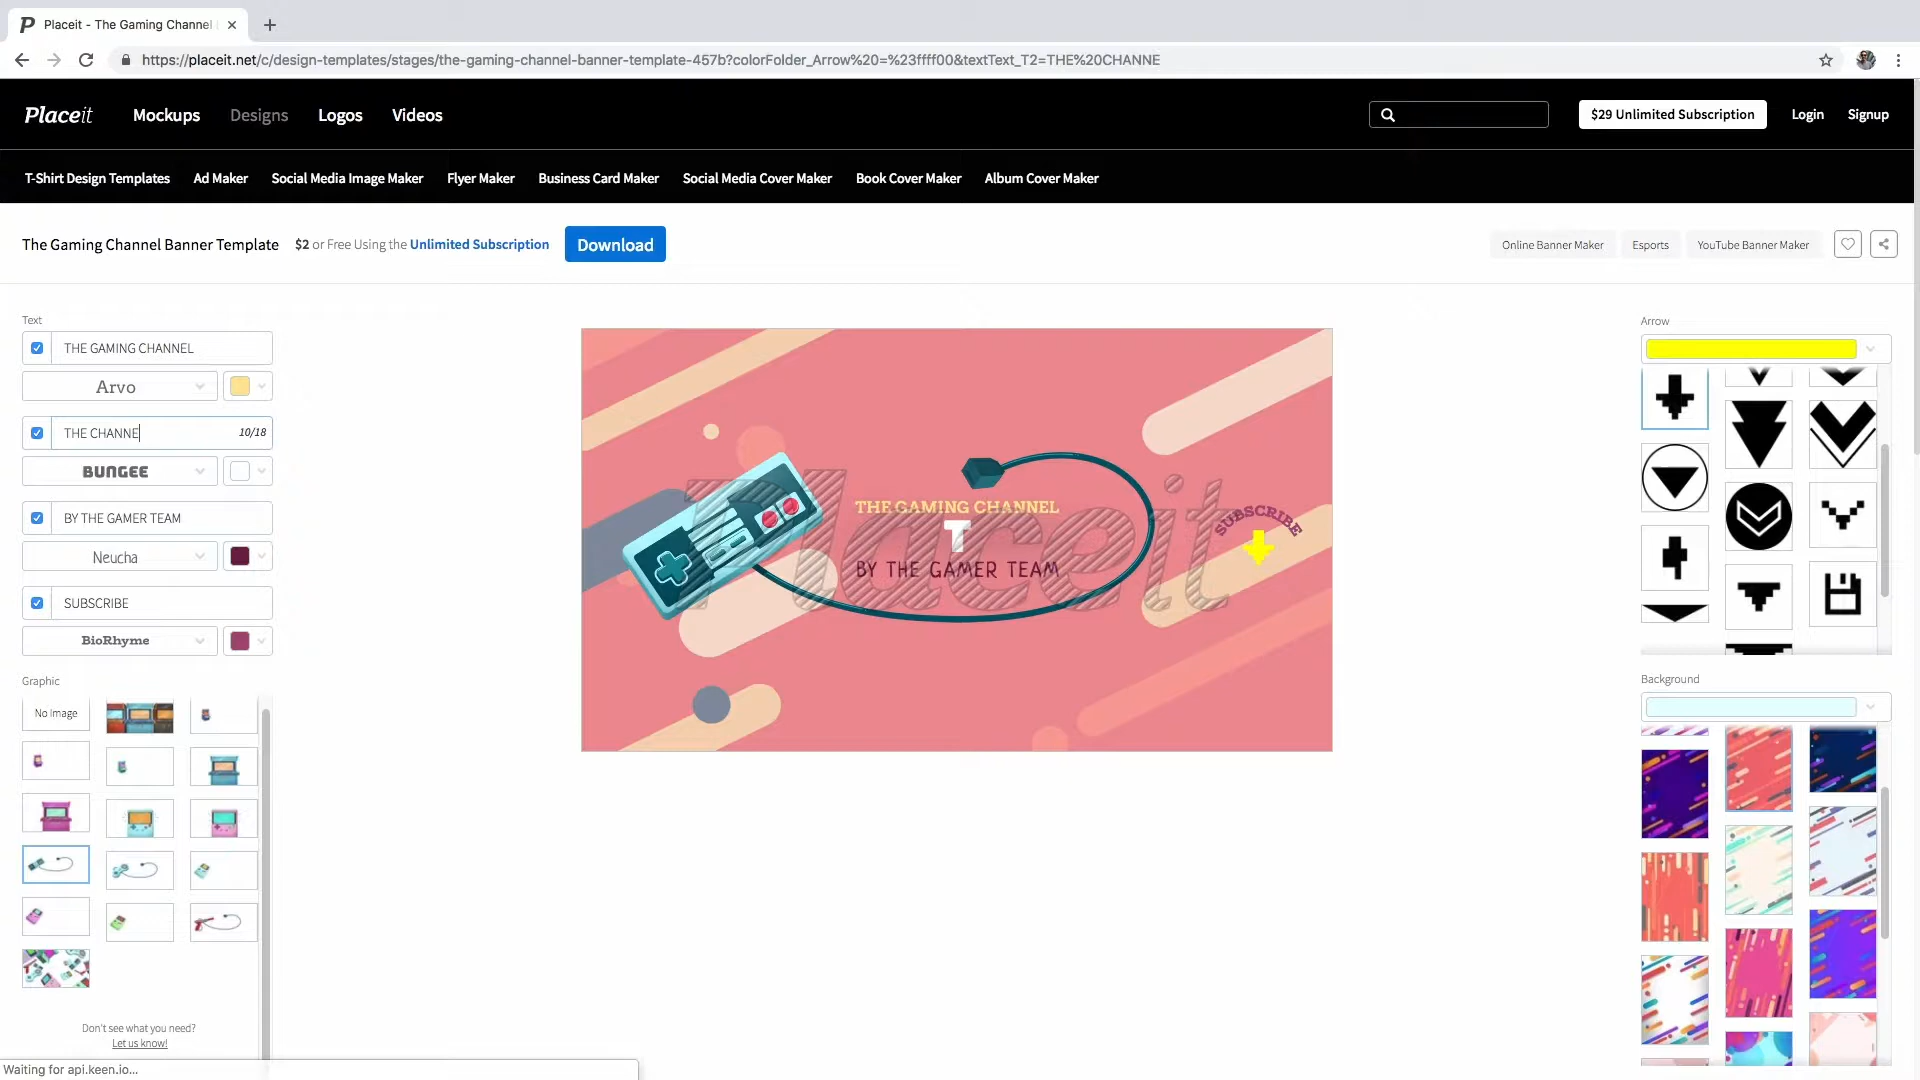 Placeit - The Gaming Channel
https://placeit.net/c/design-templates/stages/the-gaming-channel-banner-template-457b?colorFolder_Arrow%20=%23ffff00&textText_T2=THE%20CHANNE
Placeit
Mockups
Designs
Logos
Videos
$29 Unlimited Subscription
Login
Signup
T-Shirt Design Templates
Ad Maker
Social Media Image Maker
Flyer Maker
Business Card Maker
Social Media Cover Maker
Book Cover Maker
Album Cover Maker
The Gaming Channel Banner Template
$2 or Free Using the Unlimited Subscription
Download
Online Banner Maker
Esports
YouTube Banner Maker
Text
THE GAMING CHANNEL
Arvo
THE CHANNE
10/18
BUNGEE
BY THE GAMER TEAM
Neucha
SUBSCRIBE
BioRhyme
Graphic
No Image
Don't see what you need?
Let us know!
Waiting for api.keen.io...
Placeit
THE GAMING CHANNEL
T
BY THE GAMER TEAM
SUBSCRIBE
Arrow
Background